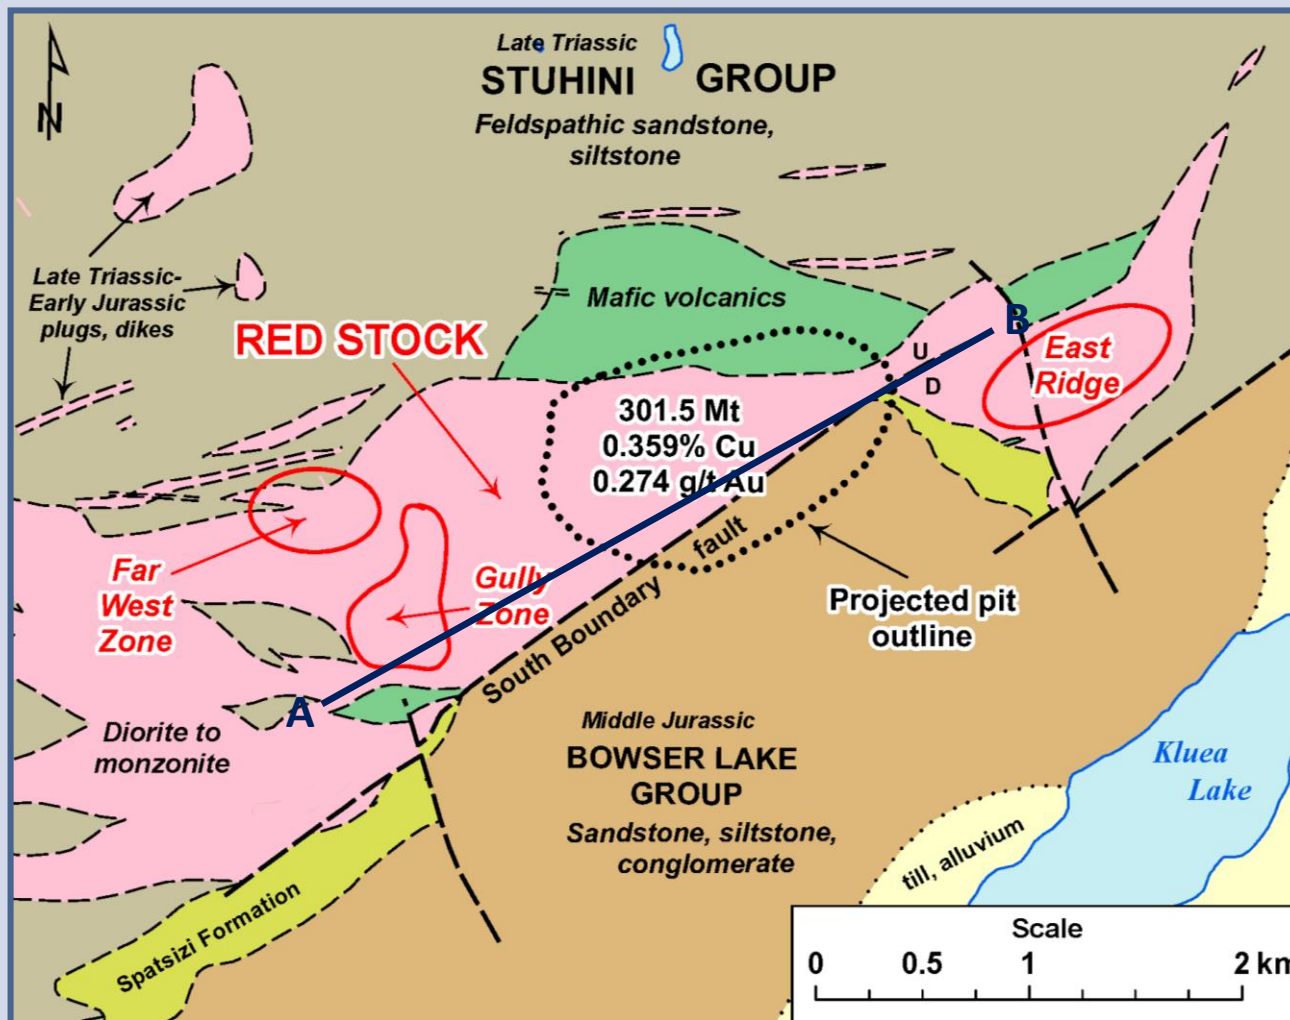 Late Triassic
STUHINI GROUP
Feldspathic sandstone,
siltstone
N
Late Triassic-
Early Jurassic
plugs, dikes
RED STOCK
Mafic volcanics
B
U
D
East
Ridge
301.5 Mt
0.359% Cu
0.274 g/t Au
Far
West
Zone
Gully
Zone
South Boundary fault
Projected pit
outline
A
Diorite to
monzonite
Middle Jurassic
BOWSER LAKE
GROUP
Sandstone, siltstone,
conglomerate
Kluea
Lake
till, alluvium
Spatsizi Formation
Scale
0 0.5 1 2 km